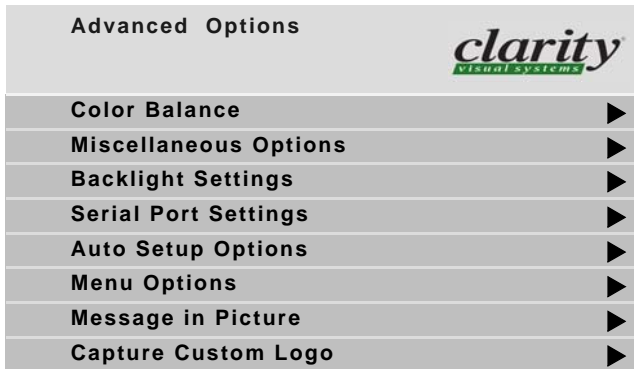 Advanced Options
clarity
visual systems
Color Balance
Miscellaneous Options
Backlight Settings
Serial Port Settings
Auto Setup Options
Menu Options
Message in Picture
Capture Custom Logo